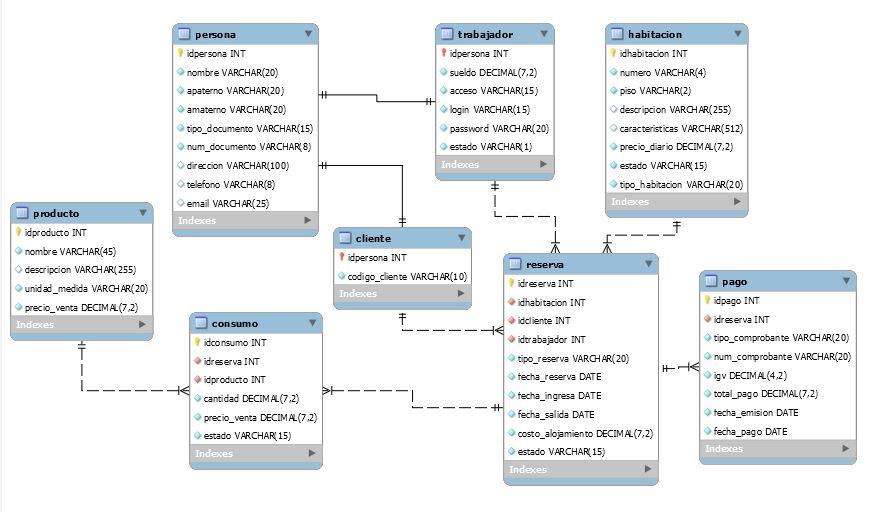 persona
idpersona INT
nombre VARCHAR(20)
apaterno VARCHAR(20)
amaterno VARCHAR(20)
tipo_documento VARCHAR(15)
num_documento VARCHAR(8)
direccion VARCHAR(100)
telefono VARCHAR(8)
email VARCHAR(25)
Indexes
trabajador
idpersona INT
sueldo DECIMAL(7,2)
acceso VARCHAR(15)
login VARCHAR(15)
password VARCHAR(20)
estado VARCHAR(1)
Indexes
habitacion
idhabitacion INT
numero VARCHAR(4)
piso VARCHAR(2)
descripcion VARCHAR(255)
caracteristicas VARCHAR(512)
precio_diario DECIMAL(7,2)
estado VARCHAR(15)
tipo_habitacion VARCHAR(20)
Indexes
producto
idproducto INT
nombre VARCHAR(45)
descripcion VARCHAR(255)
unidad_medida VARCHAR(20)
precio_venta DECIMAL(7,2)
Indexes
cliente
idpersona INT
codigo_cliente VARCHAR(10)
Indexes
consumo
idconsumo INT
idreserva INT
idproducto INT
cantidad DECIMAL(7,2)
precio_venta DECIMAL(7,2)
estado VARCHAR(15)
Indexes
reserva
idreserva INT
idhabitacion INT
idcliente INT
idtrabajador INT
tipo_reserva VARCHAR(20)
fecha_reserva DATE
fecha_ingresa DATE
fecha_salida DATE
costo_alojamiento DECIMAL(7,2)
estado VARCHAR(15)
Indexes
pago
idpago INT
idreserva INT
tipo_comprobante VARCHAR(20)
num_comprobante VARCHAR(20)
igv DECIMAL(4,2)
total_pago DECIMAL(7,2)
fecha_emision DATE
fecha_pago DATE
Indexes